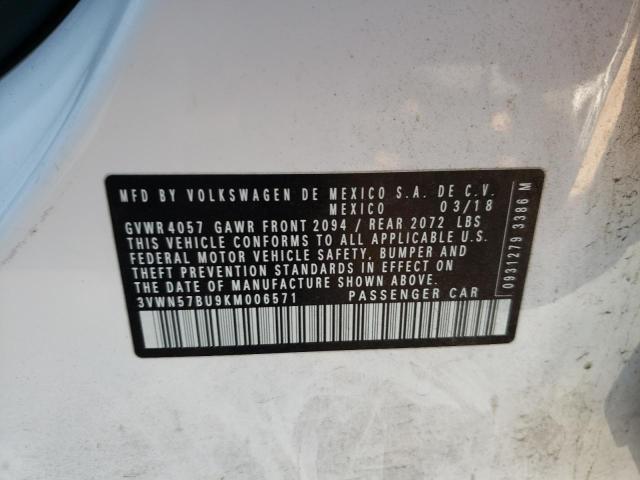 MFD BY VOLKSWAGEN DE MEXICO S.A. DE C.V.
MEXICO 03/18
GVWR 4057 GAWR FRONT 2094 / REAR 2072 LBS
THIS VEHICLE CONFORMS TO ALL APPLICABLE U.S.
FEDERAL MOTOR VEHICLE SAFETY, BUMPER AND
THEFT PREVENTION STANDARDS IN EFFECT ON
THE DATE OF MANUFACTURE SHOWN ABOVE.
3VWN57BU9KM006571 PASSENGER CAR
0931279 3386 M